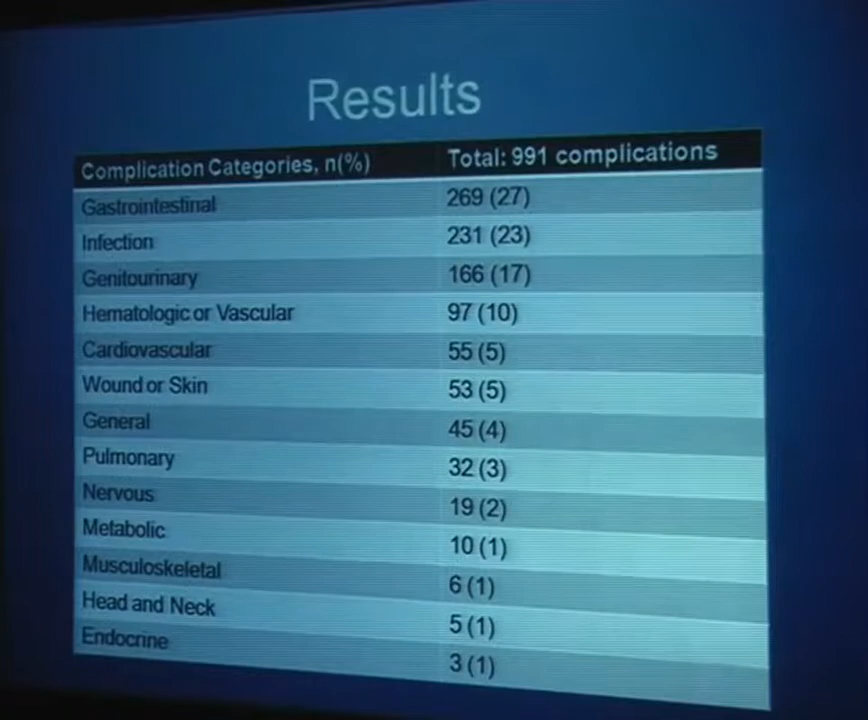 Results
Complication Categories, n(%) Total: 991 complications
Gastrointestinal 269 (27)
Infection 231 (23)
Genitourinary 166 (17)
Hematologic or Vascular 97 (10)
Cardiovascular 55 (5)
Wound or Skin 53 (5)
General 45 (4)
Pulmonary 32 (3)
Nervous 19 (2)
Metabolic 10 (1)
Musculoskeletal 6 (1)
Head and Neck 5 (1)
Endocrine 3 (1)